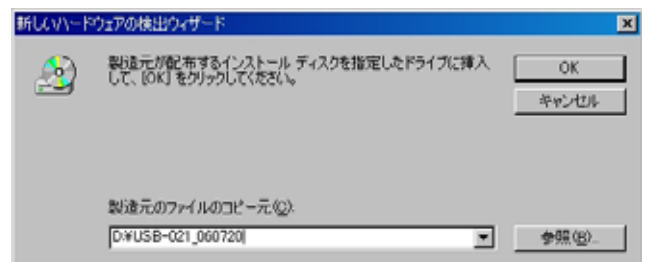 新しいハードウェアの検出ウィザード
製造元が配布するインストール ディスクを指定したドライブに挿入
して、[OK] をクリックしてください。
OK
キャンセル
製造元のファイルのコピー元(C):
D:¥USB-021_060720
参照(B)...